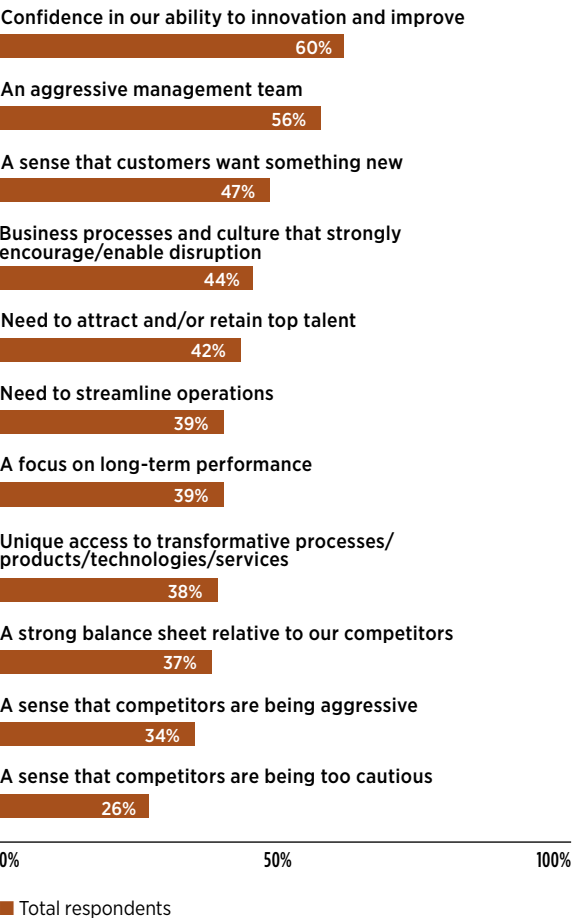 Confidence in our ability to innovation and improve
60%
An aggressive management team
56%
A sense that customers want something new
47%
Business processes and culture that strongly
encourage/enable disruption
44%
Need to attract and/or retain top talent
42%
Need to streamline operations
39%
A focus on long-term performance
39%
Unique access to transformative processes/
products/technologies/services
38%
A strong balance sheet relative to our competitors
37%
A sense that competitors are being aggressive
34%
A sense that competitors are being too cautious
26%
0% 50% 100%
Total respondents